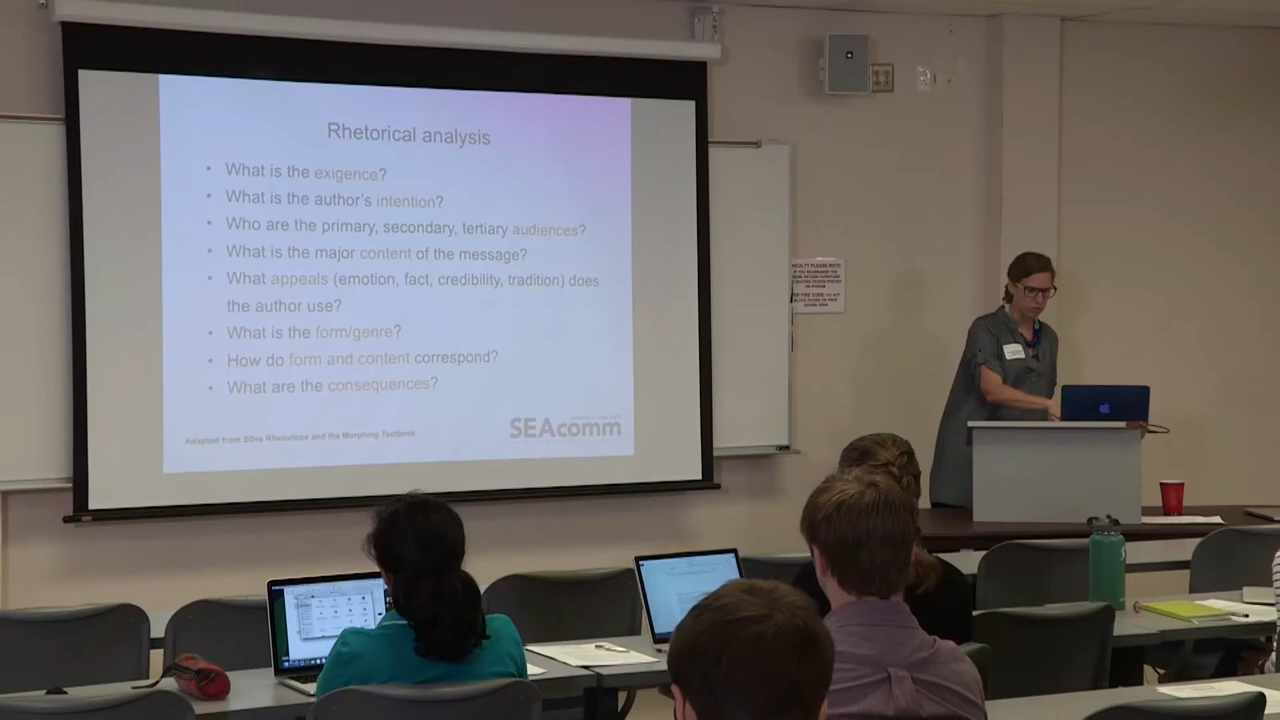 Rhetorical analysis
• What is the exigence?
• What is the author's intention?
• Who are the primary, secondary, tertiary audiences?
• What is the major content of the message?
• What appeals (emotion, fact, credibility, tradition) does
the author use?
• What is the form/genre?
• How do form and content correspond?
• What are the consequences?
Adapted from Silva Rhetoricae and the Morphing Textbook
SEAcomm
FACULTY PLEASE NOTE: